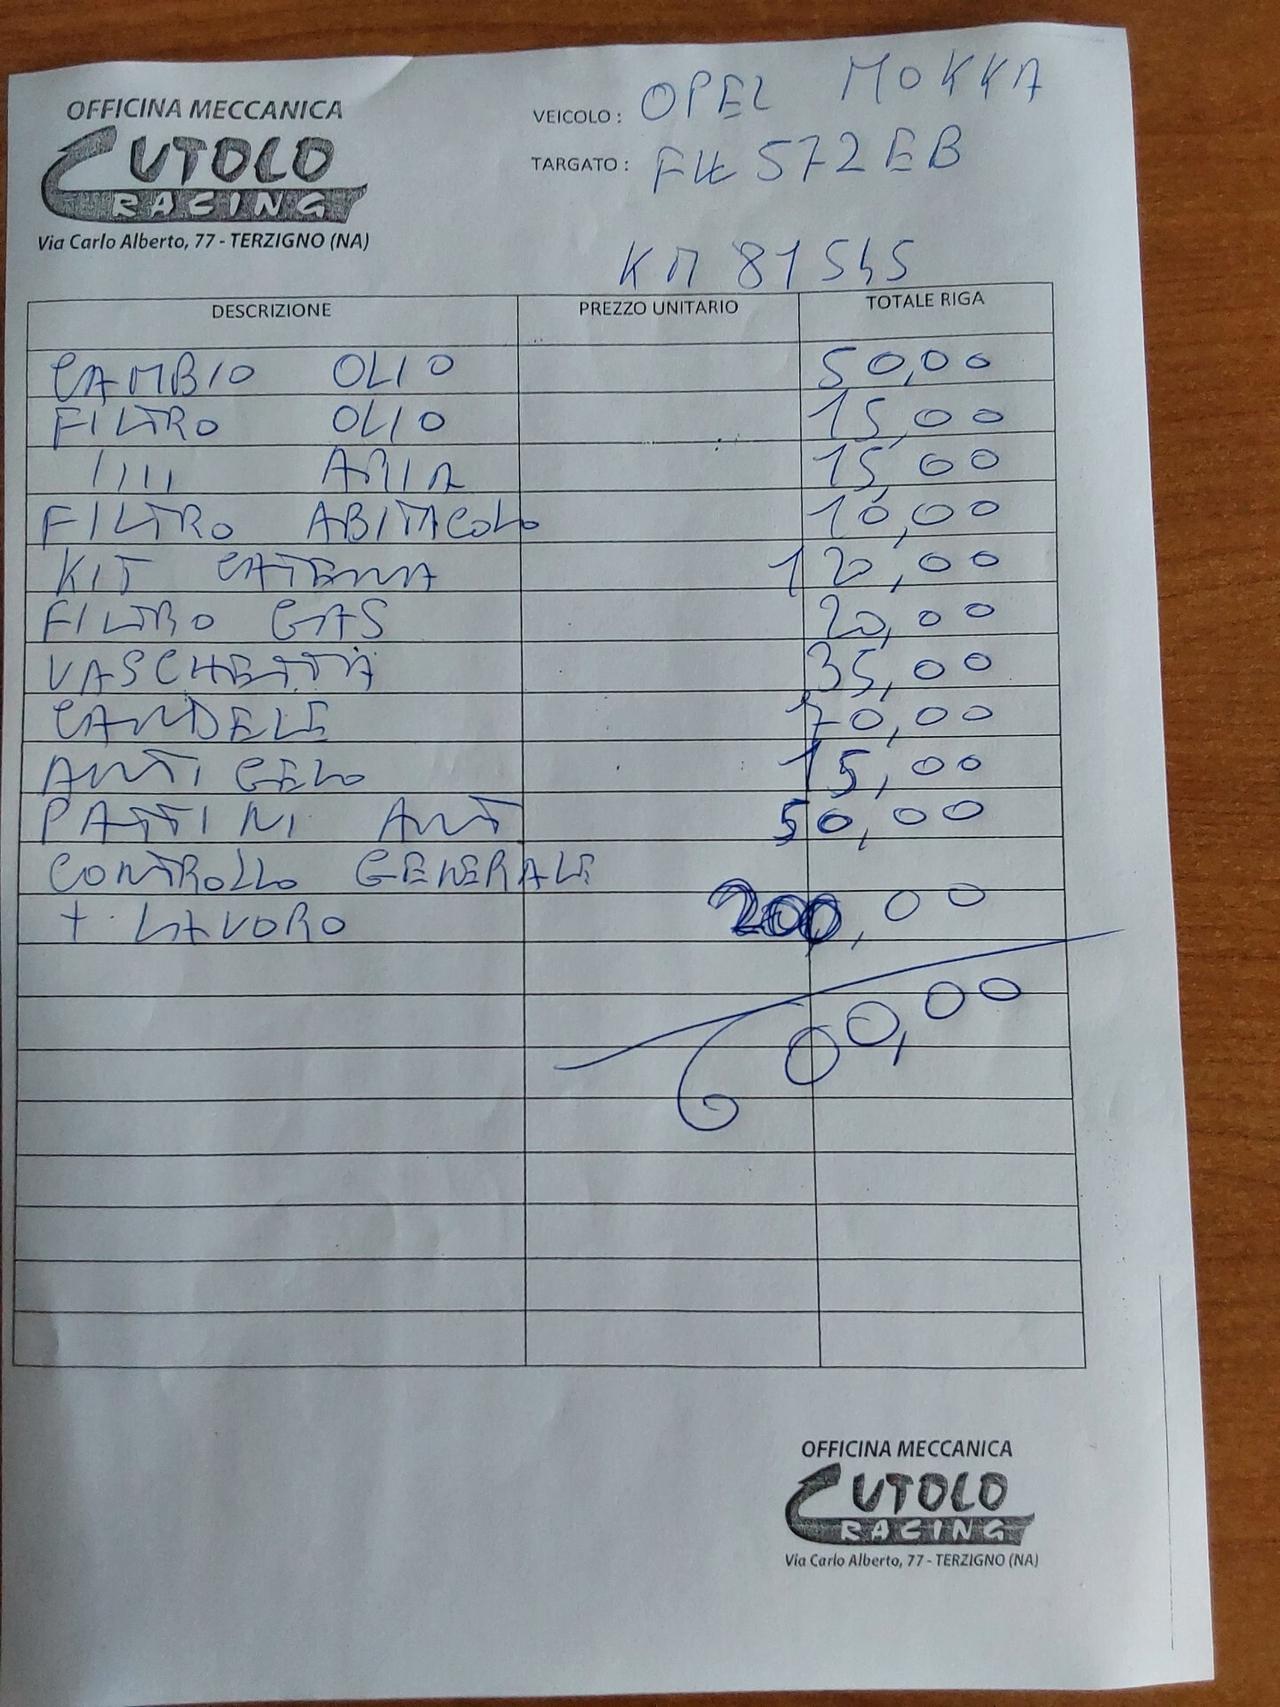 OFFICINA MECCANICA
CUTOLO
RACING
Via Carlo Alberto, 77 - TERZIGNO (NA)
VEICOLO : OPEL MOKKA
TARGATO : FK 572 EB
KM 81545
DESCRIZIONE PREZZO UNITARIO TOTALE RIGA
CAMBIO OLIO 50,00
FILTRO OLIO 15,00
//// ARIA 15,00
FILTRO ABITACOLO 10,00
KIT CATENA 120,00
FILTRO GAS 20,00
VASCHETTA 35,00
CANDELE 70,00
ANTIGELO 15,00
PATTINI ANT 50,00
CONTROLLO GENERALE
+ LAVORO 200,00
600,00
OFFICINA MECCANICA
CUTOLO
RACING
Via Carlo Alberto, 77 - TERZIGNO (NA)